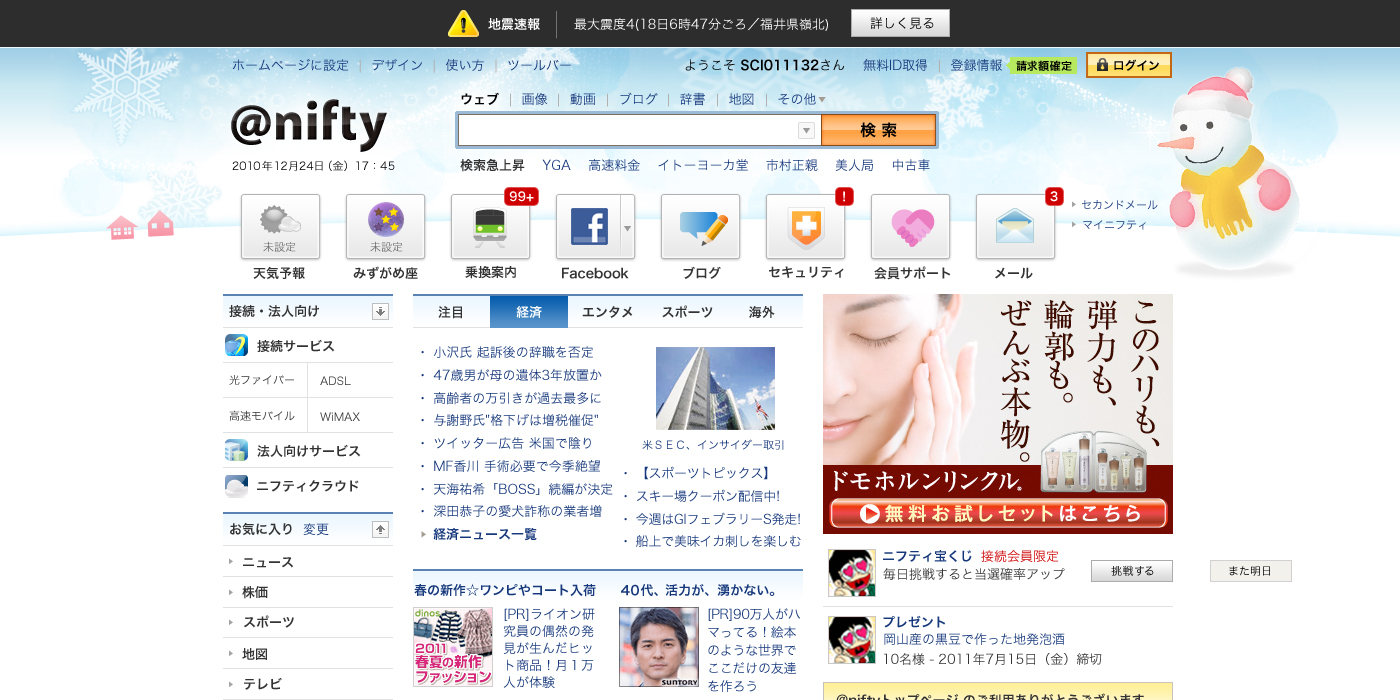 地震速報
最大震度4(18日6時47分ごろ／福井県嶺北)
詳しく見る
ホームページに設定
デザイン
使い方
ツールバー
ようこそ SCI011132さん
無料ID取得
登録情報
請求額確定
ログイン
@nifty
2010年12月24日（金）17：45
ウェブ
画像
動画
ブログ
辞書
地図
その他
検索
検索急上昇
YGA
高速料金
イトーヨーカ堂
市村正親
美人局
中古車
未設定
天気予報
未設定
みずがめ座
99+
乗換案内
Facebook
ブログ
!
セキュリティ
会員サポート
3
メール
セカンドメール
マイニフティ
接続・法人向け
接続サービス
光ファイバー
ADSL
高速モバイル
WiMAX
法人向けサービス
ニフティクラウド
お気に入り
変更
ニュース
株価
スポーツ
地図
テレビ
注目
経済
エンタメ
スポーツ
海外
・ 小沢氏 起訴後の辞職を否定
・ 47歳男が母の遺体3年放置か
・ 高齢者の万引きが過去最多に
・ 与謝野氏"格下げは増税催促"
・ ツイッター広告 米国で陰り
・ MF香川 手術必要で今季絶望
・ 天海祐希「BOSS」続編が決定
・ 深田恭子の愛犬詐称の業者増
経済ニュース一覧
米ＳＥＣ、インサイダー取引
・ 【スポーツトピックス】
・ スキー場クーポン配信中!
・ 今週はGIフェブラリーS発走!
・ 船上で美味イカ刺しを楽しむ
春の新作☆ワンピやコート入荷
dinos
2011
春夏の新作
ファッション
[PR]ライオン研
究員の偶然の発
見が生んだヒッ
ト商品！月１万
人が体験
40代、活力が、湧かない。
SUNTORY
[PR]90万人がハ
マってる！絵本
のような世界で
ここだけの友達
を作ろう
このハリも、
弾力も、
輪郭も。
ぜんぶ本物。
ドモホルンリンクル。
無料お試しセットはこちら
ニフティ宝くじ 接続会員限定
毎日挑戦すると当選確率アップ
挑戦する
また明日
プレゼント
岡山産の黒豆で作った地発泡酒
10名様 - 2011年7月15日（金）締切
@niftyトップページ のご利用ありがとうございます